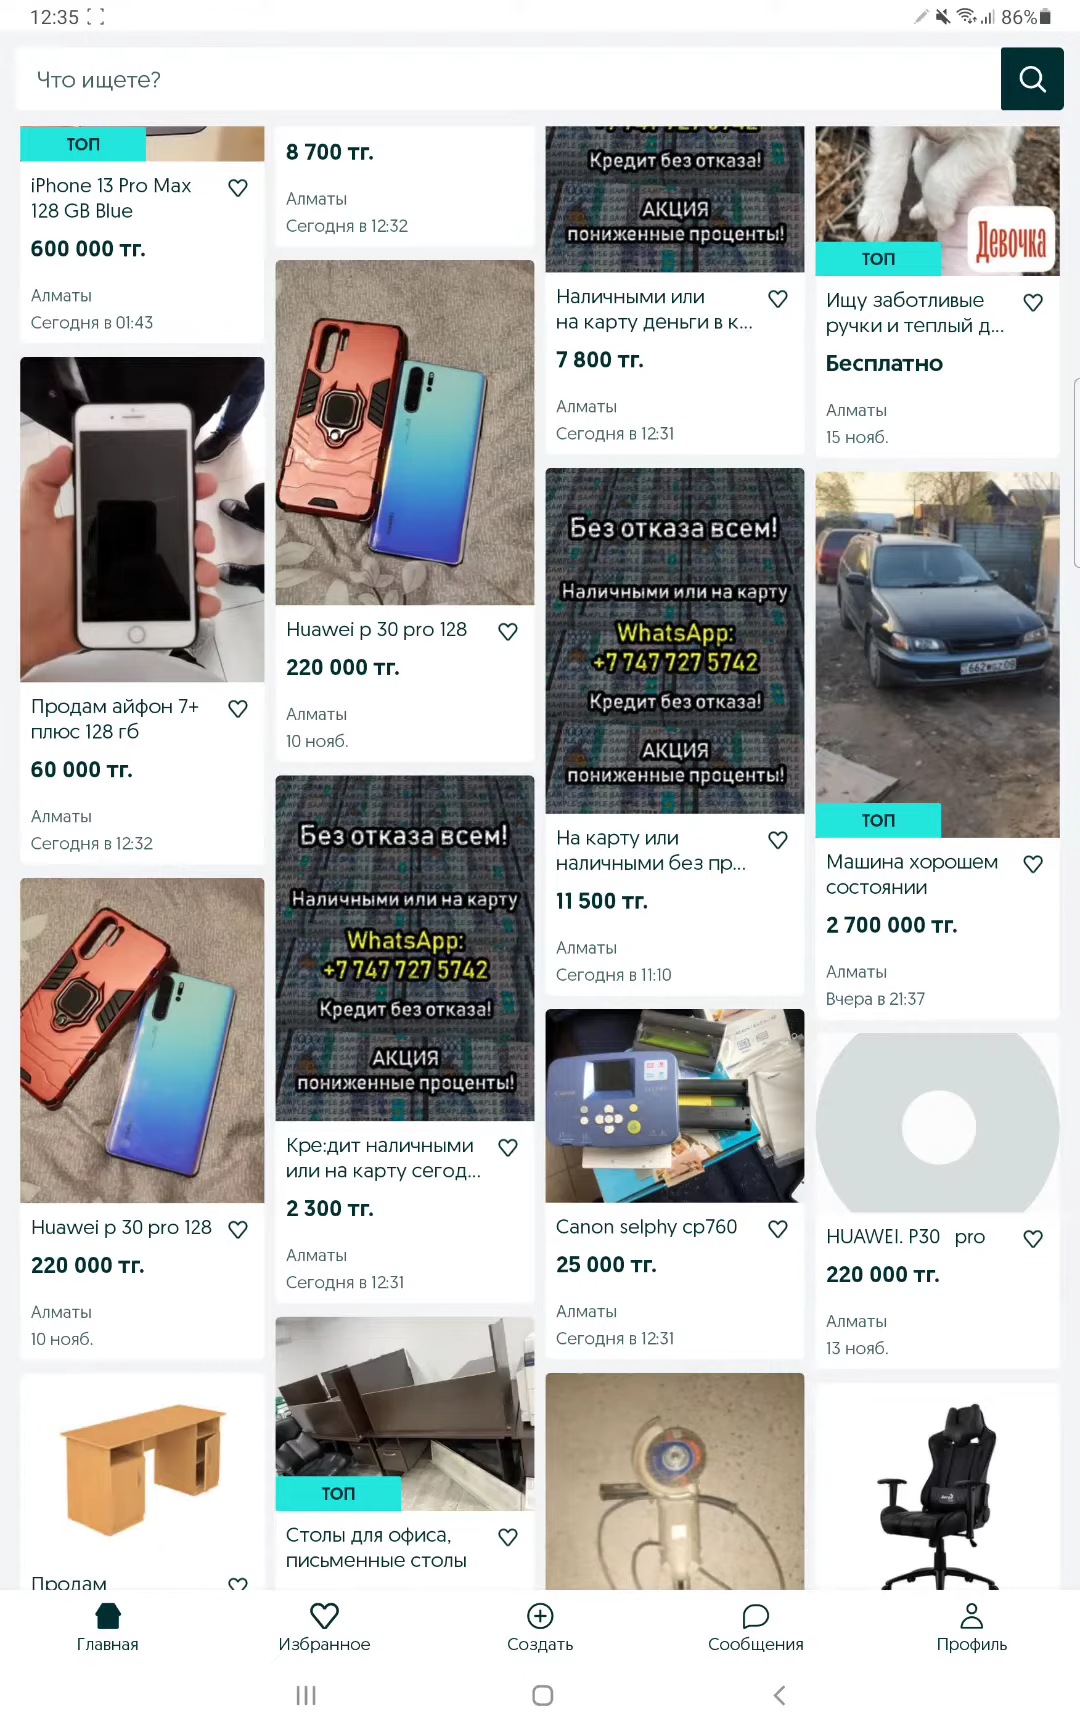 12:35
86%
Что ищете?
ТОП
iPhone 13 Pro Max
128 GB Blue
600 000 тг.
Алматы
Сегодня в 01:43
Продам айфон 7+
плюс 128 гб
60 000 тг.
Алматы
Сегодня в 12:32
Huawei p 30 pro 128
220 000 тг.
Алматы
10 нояб.
Продам
8 700 тг.
Алматы
Сегодня в 12:32
Huawei p 30 pro 128
220 000 тг.
Алматы
10 нояб.
Без отказа всем!
Наличными или на карту
WhatsApp:
+7 747 727 5742
Кредит без отказа!
АКЦИЯ
пониженные проценты!
Кре:дит наличными
или на карту сегод...
2 300 тг.
Алматы
Сегодня в 12:31
ТОП
Столы для офиса,
письменные столы
Кредит без отказа!
АКЦИЯ
пониженные проценты!
Наличными или
на карту деньги в к...
7 800 тг.
Алматы
Сегодня в 12:31
Без отказа всем!
Наличными или на карту
WhatsApp:
+7 747 727 5742
Кредит без отказа!
АКЦИЯ
пониженные проценты!
На карту или
наличными без пр...
11 500 тг.
Алматы
Сегодня в 11:10
Canon
Canon selphy cp760
25 000 тг.
Алматы
Сегодня в 12:31
Девочка
ТОП
Ищу заботливые
ручки и теплый д...
Бесплатно
Алматы
15 нояб.
ТОП
Машина хорошем
состоянии
2 700 000 тг.
Алматы
Вчера в 21:37
HUAWEI. P30 pro
220 000 тг.
Алматы
13 нояб.
Главная
Избранное
Создать
Сообщения
Профиль